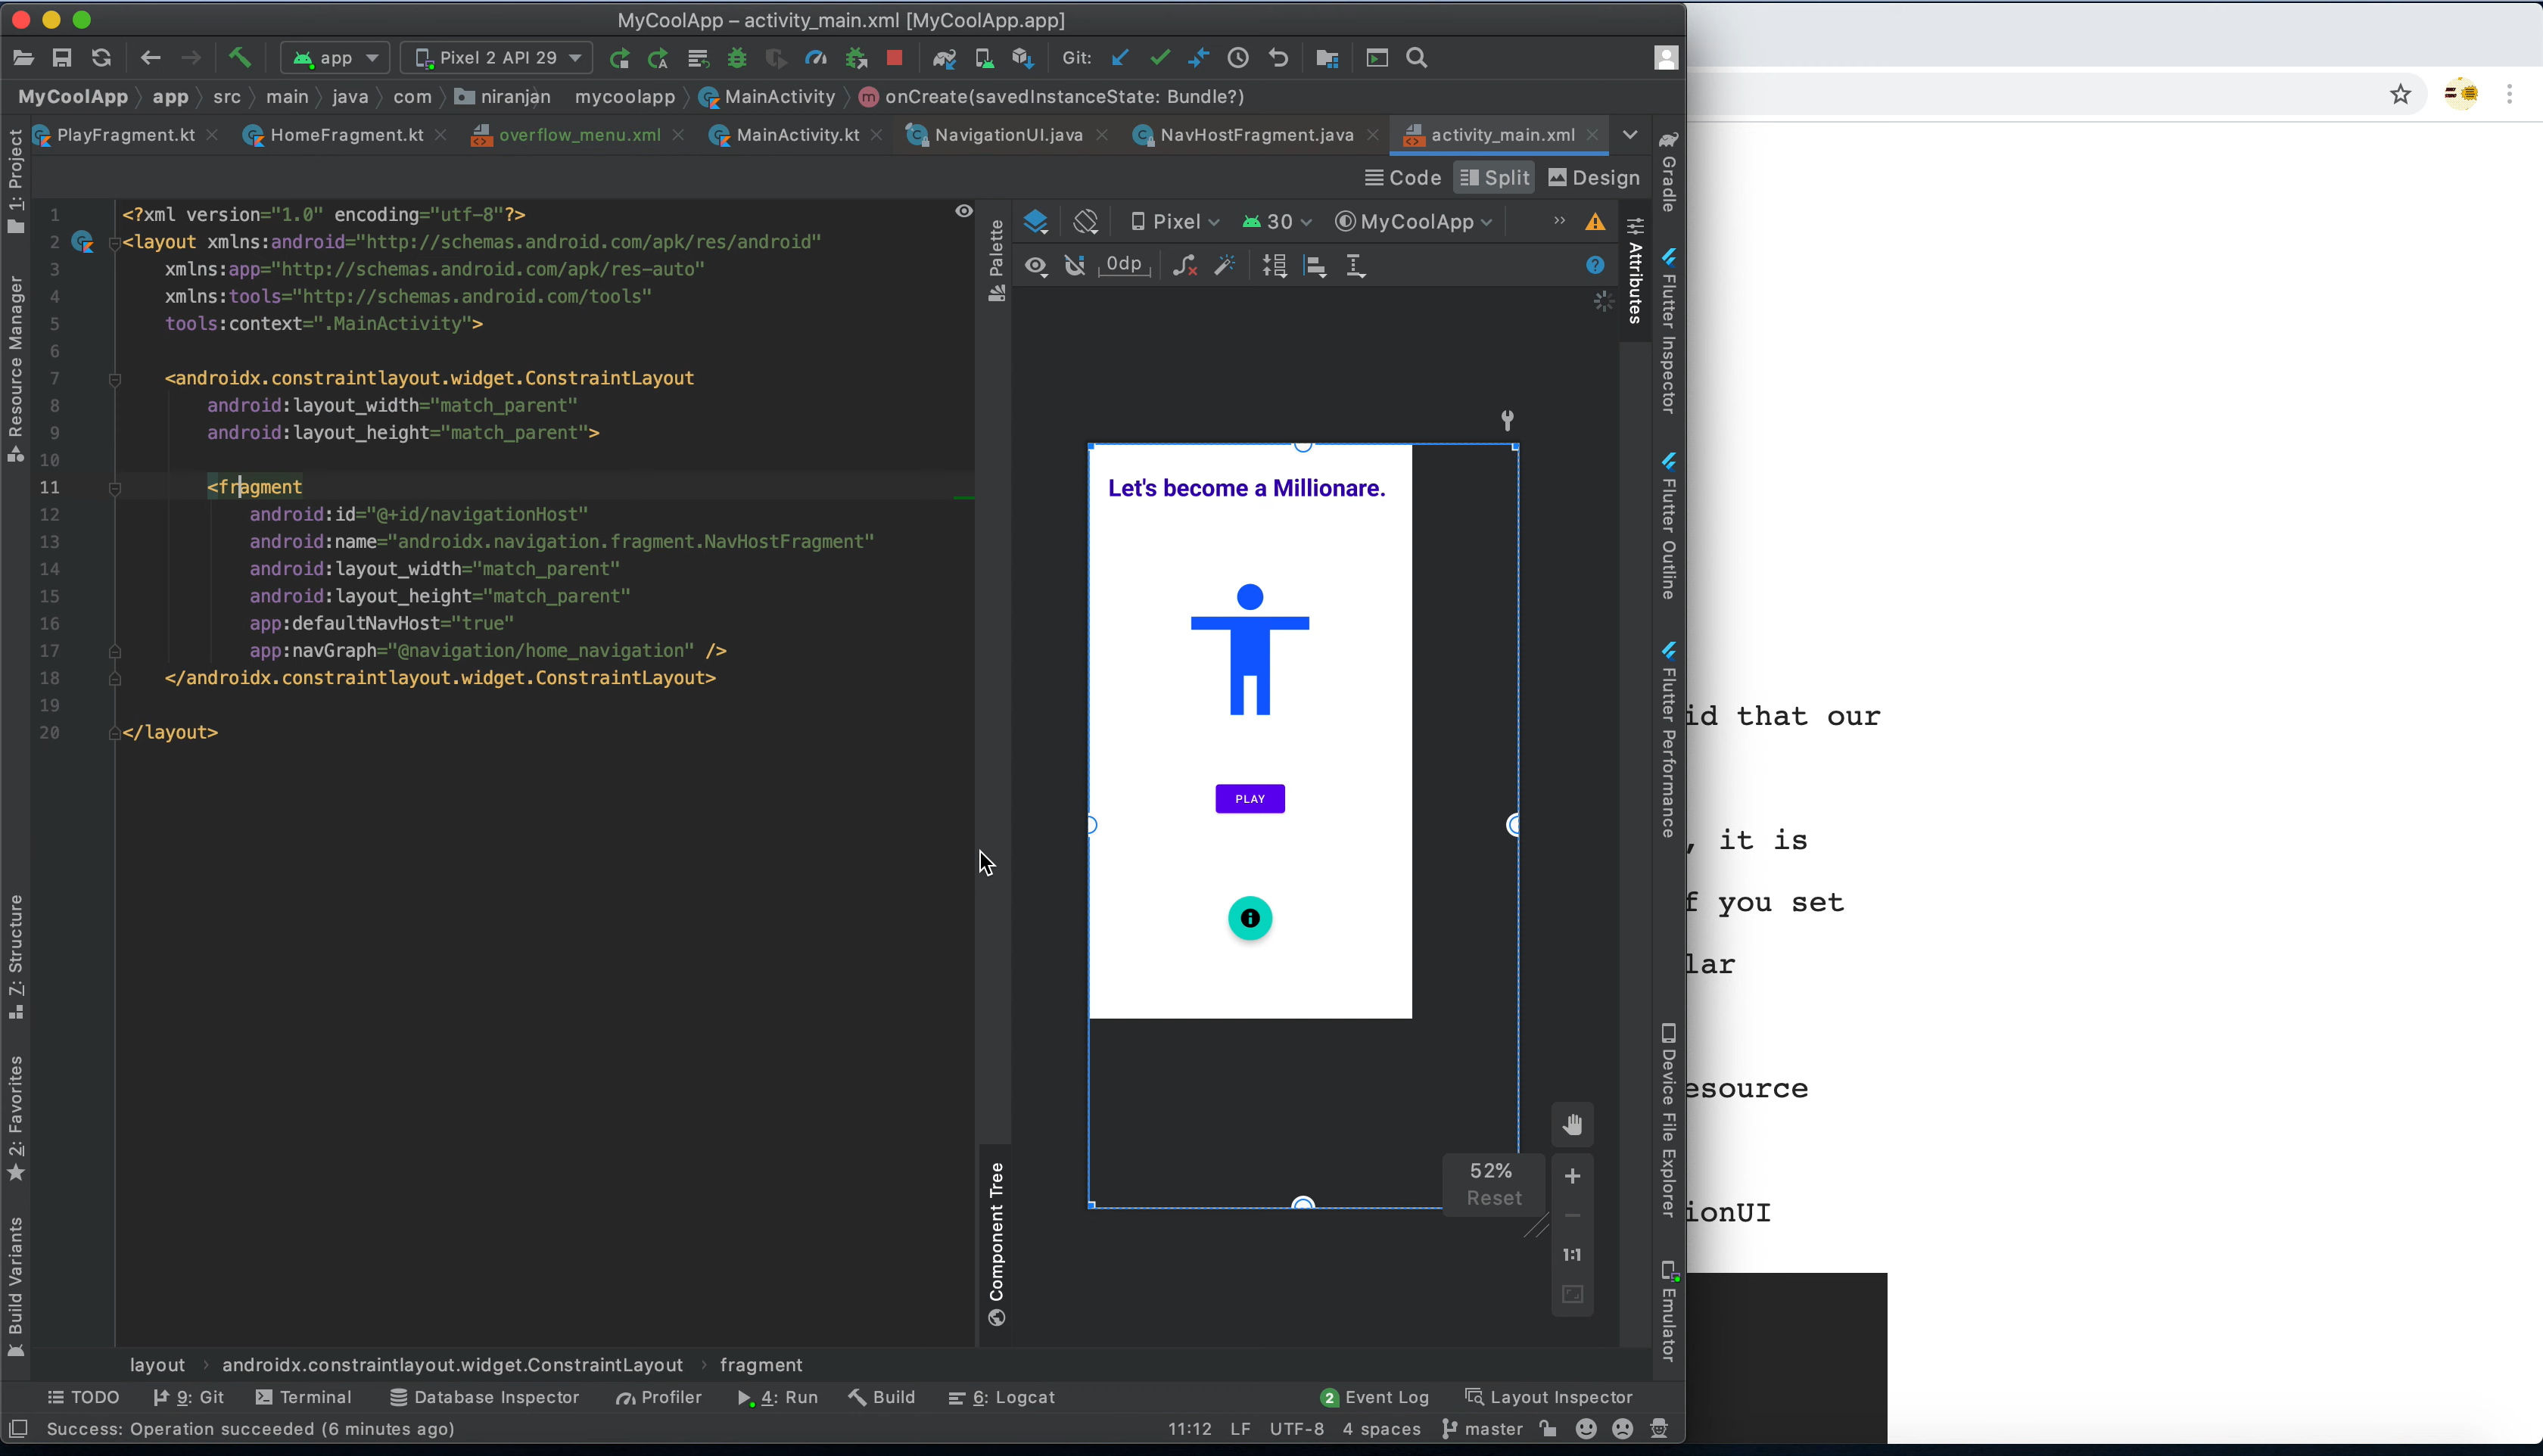 MyCoolApp – activity_main.xml [MyCoolApp.app]
app
Pixel 2 API 29
Git:
MyCoolApp app src main java com niranjan mycoolapp MainActivity onCreate(savedInstanceState: Bundle?)
PlayFragment.kt HomeFragment.kt overflow_menu.xml MainActivity.kt NavigationUI.java NavHostFragment.java activity_main.xml
Code Split Design
1: Project
Resource Manager
7: Structure
2: Favorites
Build Variants
1 <?xml version="1.0" encoding="utf-8"?>
2 <layout xmlns:android="http://schemas.android.com/apk/res/android"
3 xmlns:app="http://schemas.android.com/apk/res-auto"
4 xmlns:tools="http://schemas.android.com/tools"
5 tools:context=".MainActivity">
6
7 <androidx.constraintlayout.widget.ConstraintLayout
8 android:layout_width="match_parent"
9 android:layout_height="match_parent">
10
11 <fragment
12 android:id="@+id/navigationHost"
13 android:name="androidx.navigation.fragment.NavHostFragment"
14 android:layout_width="match_parent"
15 android:layout_height="match_parent"
16 app:defaultNavHost="true"
17 app:navGraph="@navigation/home_navigation" />
18 </androidx.constraintlayout.widget.ConstraintLayout>
19
20 </layout>
Palette
Component Tree
Pixel 30 MyCoolApp »
0dp
Let's become a Millionare.
PLAY
52%
Reset
1:1
Attributes
Gradle
Flutter Inspector
Flutter Outline
Flutter Performance
Device File Explorer
Emulator
id that our
, it is
f you set
lar
esource
ionUI
layout androidx.constraintlayout.widget.ConstraintLayout fragment
TODO 9: Git Terminal Database Inspector Profiler 4: Run Build 6: Logcat 2 Event Log Layout Inspector
Success: Operation succeeded (6 minutes ago) 11:12 LF UTF-8 4 spaces master